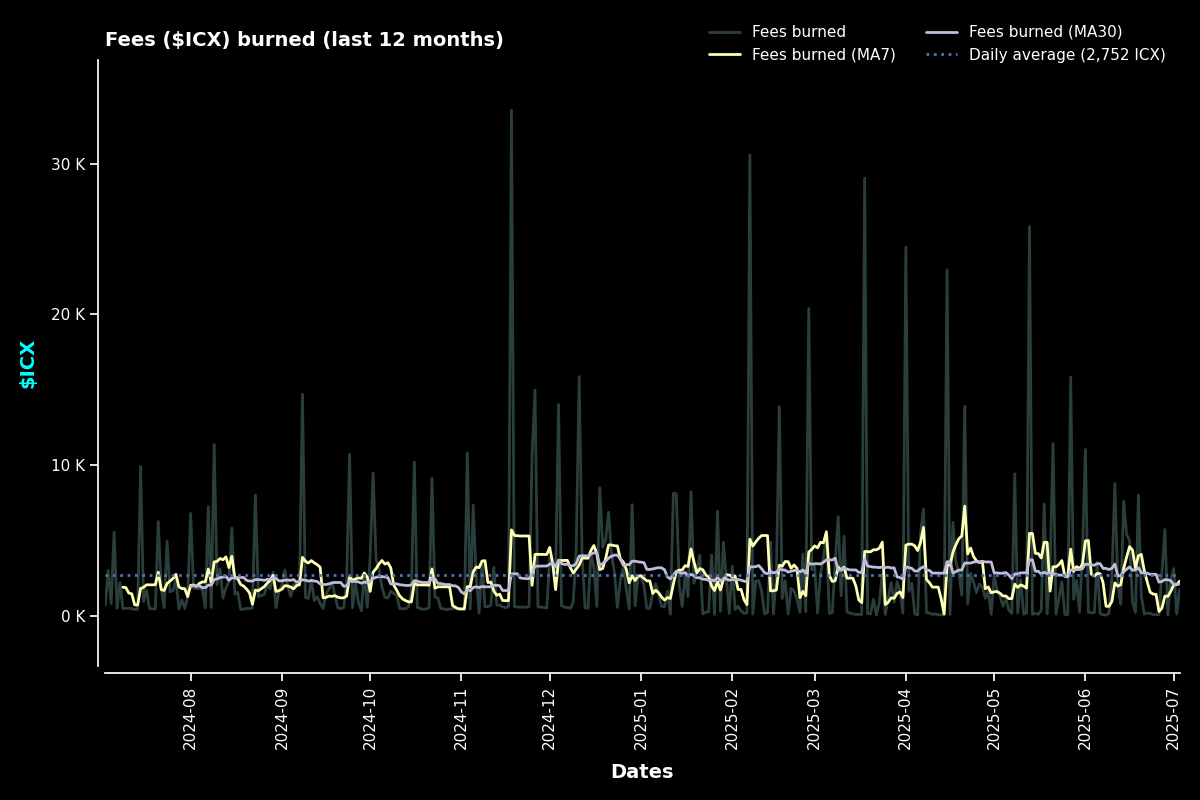 Fees ($ICX) burned (last 12 months)
Fees burned
Fees burned (MA7)
Fees burned (MA30)
Daily average (2,752 ICX)
$ICX
30 K
20 K
10 K
0 K
2024-08
2024-09
2024-10
2024-11
2024-12
2025-01
2025-02
2025-03
2025-04
2025-05
2025-06
2025-07
Dates